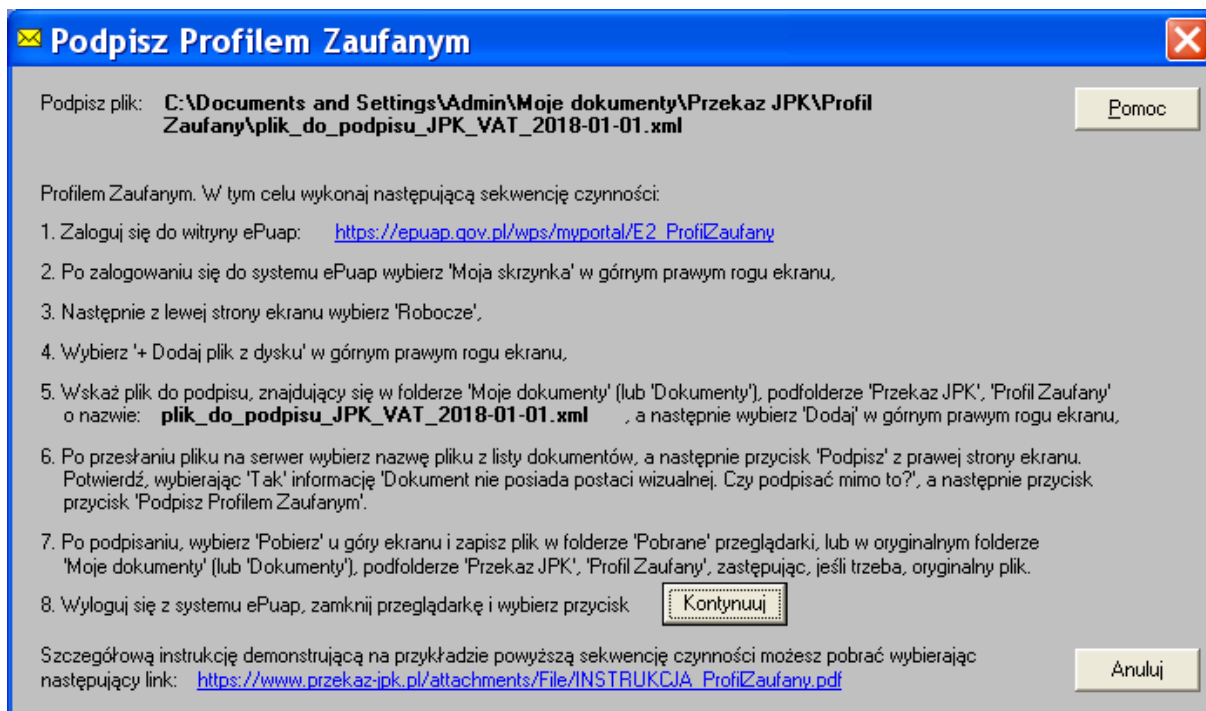 Podpisz Profilem Zaufanym
Podpisz plik: C:\Documents and Settings\Admin\Moje dokumenty\Przekaz JPK\Profil
Zaufany\plik_do_podpisu_JPK_VAT_2018-01-01.xml
Pomoc
Profilem Zaufanym. W tym celu wykonaj następującą sekwencję czynności:
1. Zaloguj się do witryny ePuap: https://epuap.gov.pl/wps/myportal/E2_ProfilZaufany
2. Po zalogowaniu się do systemu ePuap wybierz 'Moja skrzynka' w górnym prawym rogu ekranu,
3. Następnie z lewej strony ekranu wybierz 'Robocze',
4. Wybierz '+ Dodaj plik z dysku' w górnym prawym rogu ekranu,
5. Wskaż plik do podpisu, znajdujący się w folderze 'Moje dokumenty' (lub 'Dokumenty'), podfolderze 'Przekaz JPK', 'Profil Zaufany'
o nazwie: plik_do_podpisu_JPK_VAT_2018-01-01.xml , a następnie wybierz 'Dodaj' w górnym prawym rogu ekranu,
6. Po przesłaniu pliku na serwer wybierz nazwę pliku z listy dokumentów, a następnie przycisk 'Podpisz' z prawej strony ekranu.
Potwierdź, wybierając 'Tak' informację 'Dokument nie posiada postaci wizualnej. Czy podpisać mimo to?', a następnie przycisk
przycisk 'Podpisz Profilem Zaufanym'.
7. Po podpisaniu, wybierz 'Pobierz' u góry ekranu i zapisz plik w folderze 'Pobrane' przeglądarki, lub w oryginalnym folderze
'Moje dokumenty' (lub 'Dokumenty'), podfolderze 'Przekaz JPK', 'Profil Zaufany', zastępując, jeśli trzeba, oryginalny plik.
8. Wyloguj się z systemu ePuap, zamknij przeglądarkę i wybierz przycisk Kontynuuj
Szczegółową instrukcję demonstrującą na przykładzie powyższą sekwencję czynności możesz pobrać wybierając
następujący link: https://www.przekaz-jpk.pl/attachments/File/INSTRUKCJA_ProfilZaufany.pdf
Anuluj